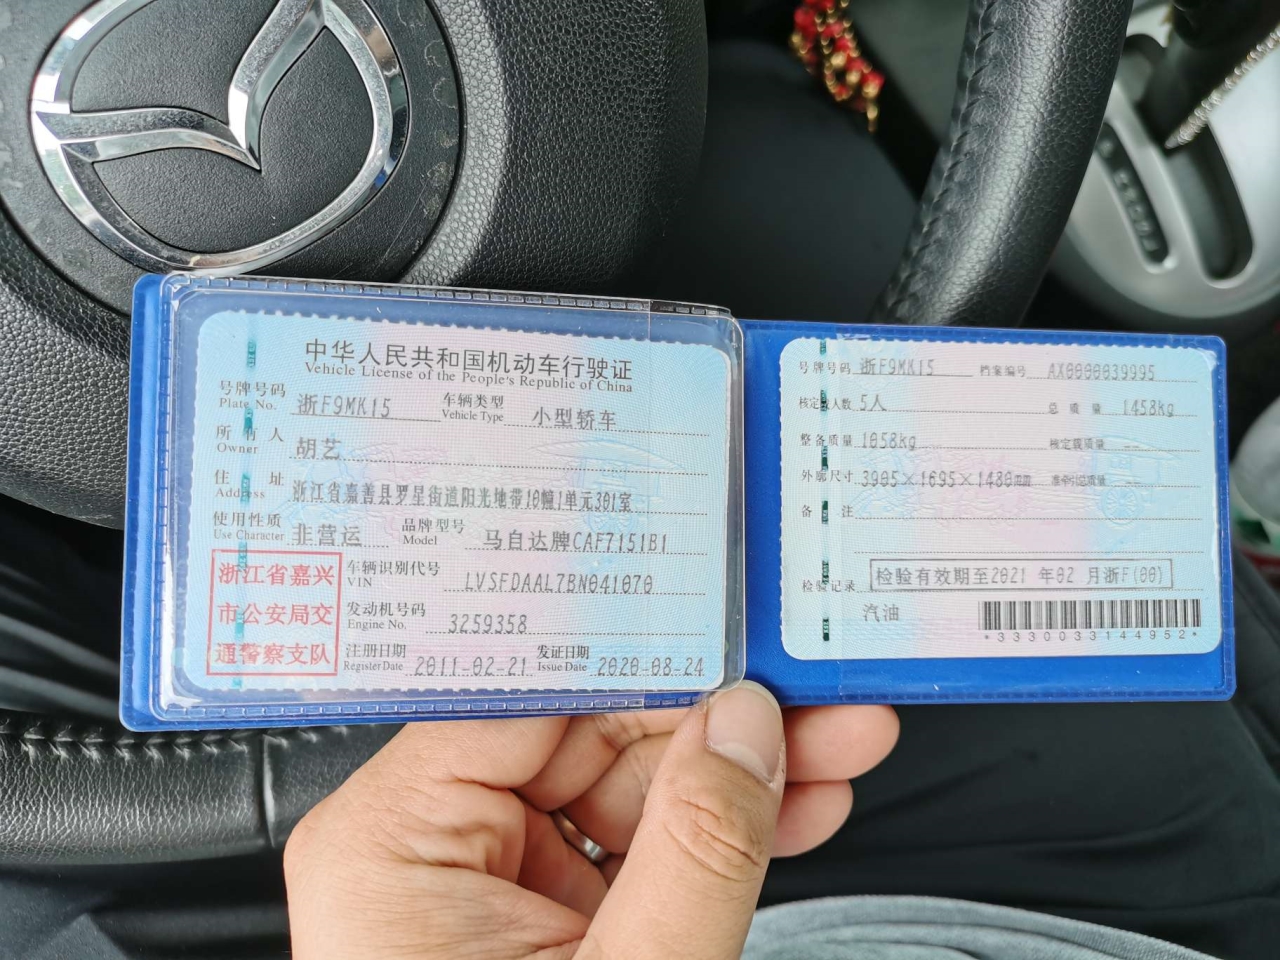 中华人民共和国机动车行驶证
Vehicle License of the People's Republic of China
号牌号码 浙F9MK15 车辆类型 小型轿车
Plate No. Vehicle Type
所有人 胡艺
Owner
住址 浙江省嘉善县罗星街道阳光地带10幢1单元301室
Address
使用性质 非营运 品牌型号 马自达牌CAF7151B1
Use Character Model
浙江省嘉兴
市公安局交
通警察支队
车辆识别代号 LVSFDAAL7BN041070
VIN
发动机号码 3259358
Engine No.
注册日期 2011-02-21 发证日期 2020-08-24
Register Date Issue Date
号牌号码 浙F9MK15 档案编号 AX0000039995
核定载人数 5人 总质量 1458kg
整备质量 1058kg 核定载质量 --
外廓尺寸 3905×1695×1480mm 准牵引总质量 --
备注
检验记录 检验有效期至2021年02月浙F(00)
汽油
*3330033144952*